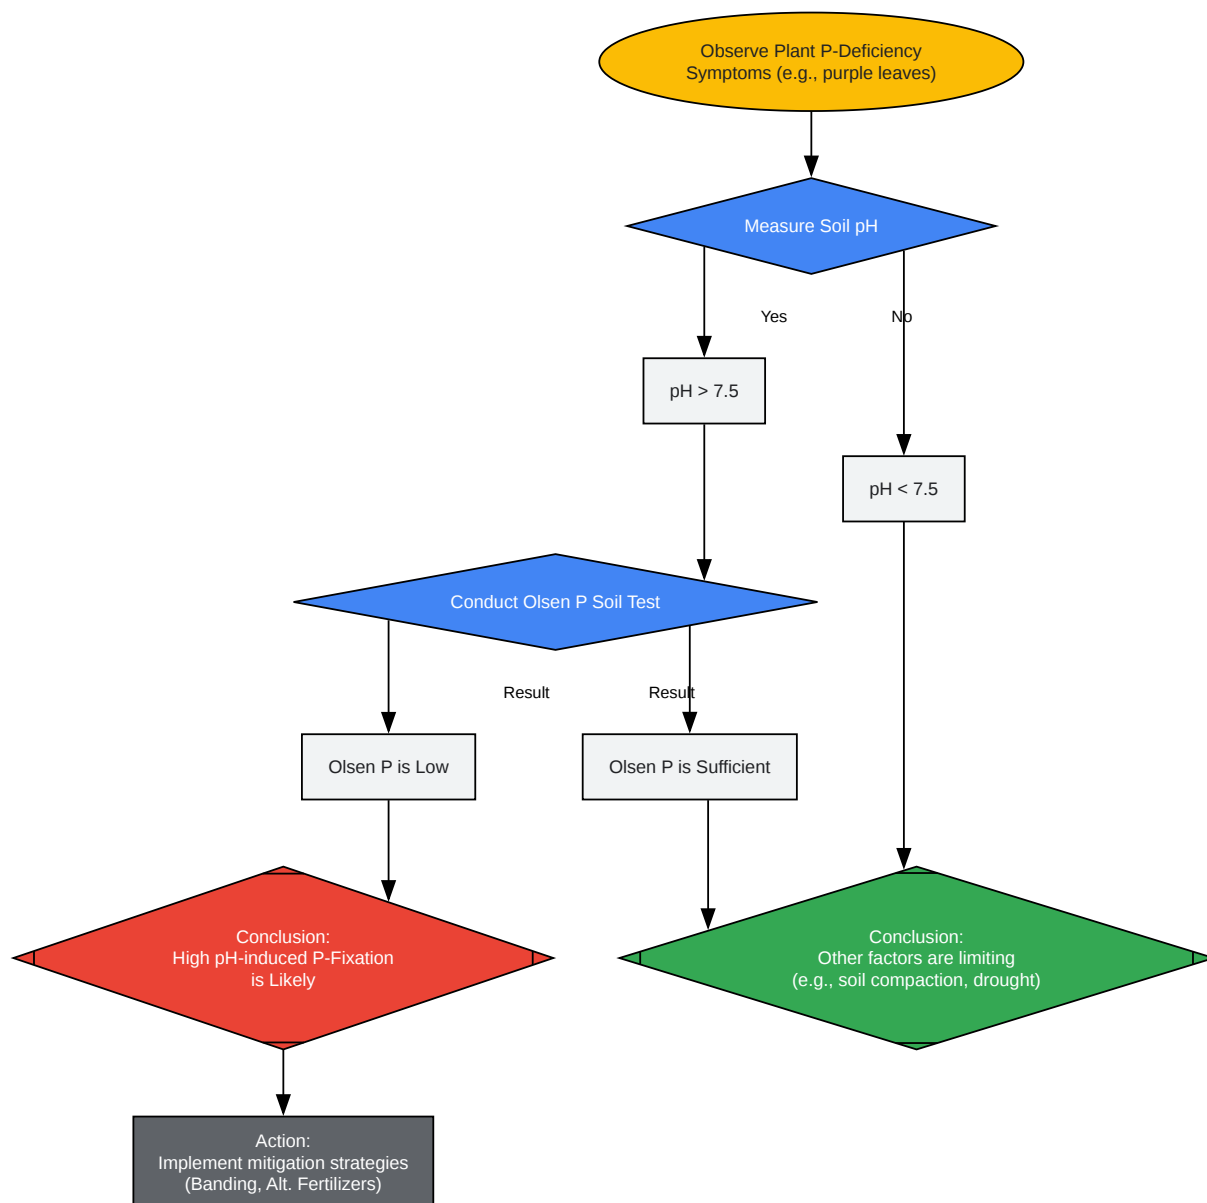 Observe Plant P-Deficiency
Symptoms (e.g., purple leaves)
Measure Soil pH
Yes
No
pH > 7.5
pH < 7.5
Conduct Olsen P Soil Test
Result
Result
Olsen P is Low
Olsen P is Sufficient
Conclusion:
High pH-induced P-Fixation
is Likely
Conclusion:
Other factors are limiting
(e.g., soil compaction, drought)
Action:
Implement mitigation strategies
(Banding, Alt. Fertilizers)